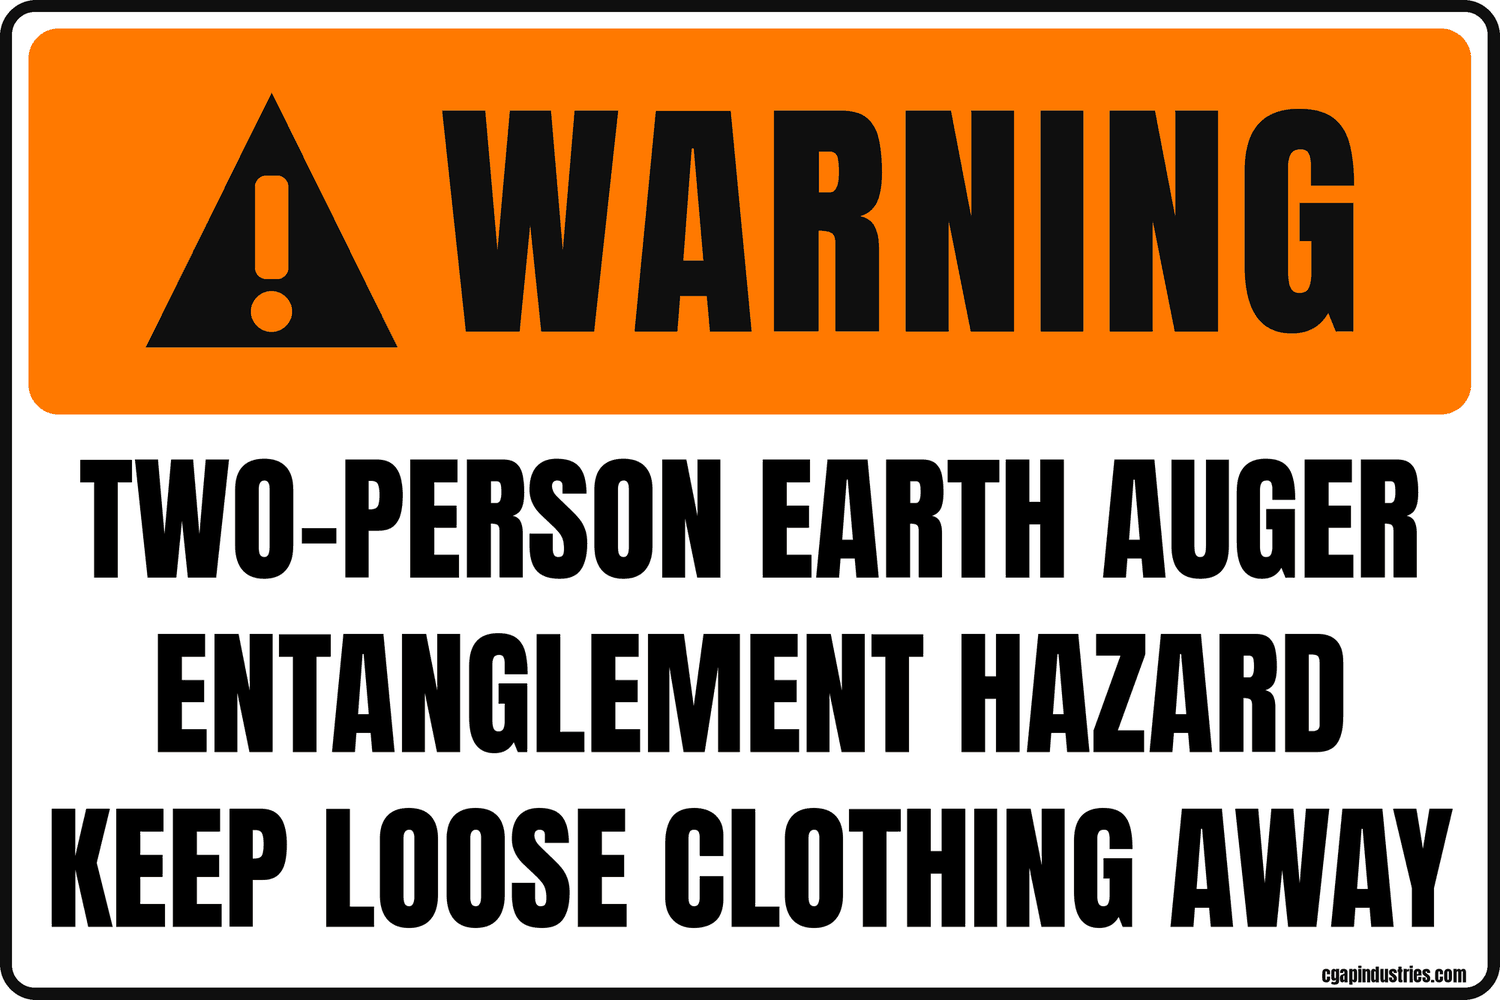 WARNING
TWO-PERSON EARTH AUGER
ENTANGLEMENT HAZARD
KEEP LOOSE CLOTHING AWAY
cgapindustries.com